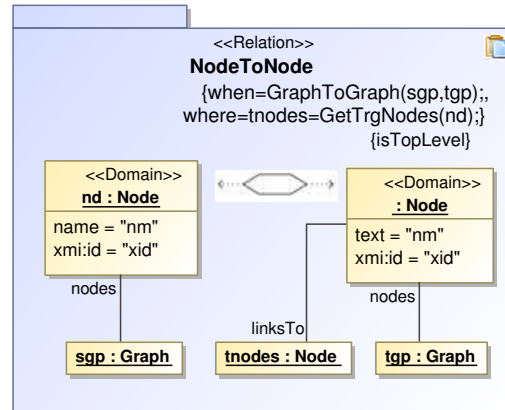 <<Relation>>
NodeToNode
{when=GraphToGraph(sgp,tgp);,
where=tnodes=GetTrgNodes(nd);}
{isTopLevel}
<<Domain>>
nd : Node
name = "nm"
xmi:id = "xid"
<<Domain>>
: Node
text = "nm"
xmi:id = "xid"
nodes
nodes
linksTo
sgp : Graph
tnodes : Node
tgp : Graph